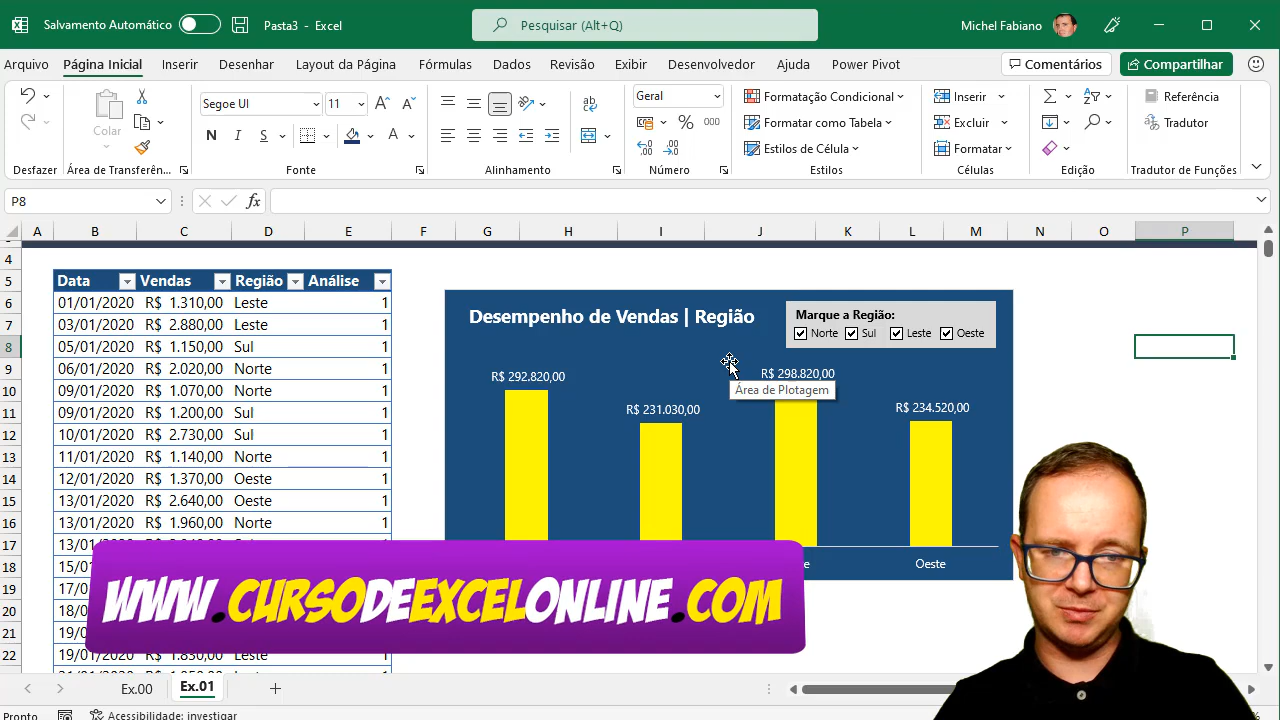 Salvamento Automático Pasta3 - Excel Pesquisar (Alt+Q) Michel Fabiano
Arquivo Página Inicial Inserir Desenhar Layout da Página Fórmulas Dados Revisão Exibir Desenvolvedor Ajuda Power Pivot Comentários Compartilhar
Segoe UI 11 Geral Formatação Condicional Inserir Referência
Colar N I S % 000 Formatar como Tabela Excluir Tradutor
Estilos de Célula Formatar
Desfazer Área de Transferên... Fonte Alinhamento Número Estilos Células Edição Tradutor de Funções
P8 fx
A B C D E F G H I J K L M N O P
4
5 Data Vendas Região Análise
6 01/01/2020 R$ 1.310,00 Leste 1
7 03/01/2020 R$ 2.880,00 Leste 1
8 05/01/2020 R$ 1.150,00 Sul 1
9 06/01/2020 R$ 2.020,00 Norte 1
10 09/01/2020 R$ 1.070,00 Norte 1
11 09/01/2020 R$ 1.200,00 Sul 1
12 10/01/2020 R$ 2.730,00 Sul 1
13 11/01/2020 R$ 1.140,00 Norte 1
14 12/01/2020 R$ 1.370,00 Oeste 1
15 13/01/2020 R$ 2.640,00 Oeste 1
16 13/01/2020 R$ 1.960,00 Norte 1
17
18
19
20
21
22 19/01/2020 R$ 1.830,00 Leste 1
Desempenho de Vendas | Região
Marque a Região:
Norte Sul Leste Oeste
R$ 292.820,00
R$ 231.030,00
R$ 298.820,00
R$ 234.520,00
Área de Plotagem
Oeste
WWW.CURSODEEXCELONLINE.COM
Ex.00 Ex.01
Pronto Acessibilidade: investigar